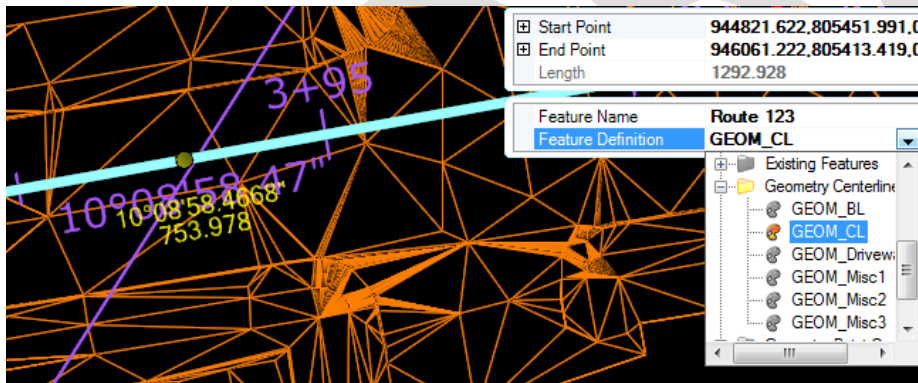 Start Point 944821.622,805451.991,0
End Point 946061.222,805413.419,0
Length 1292.928
3+95
Feature Name Route 123
Feature Definition GEOM_CL
Existing Features
Geometry Centerline
GEOM_BL
GEOM_CL
GEOM_Drivew
GEOM_Misc1
GEOM_Misc2
GEOM_Misc3
10°08'58.47"
10°08'58.4668"
753.978